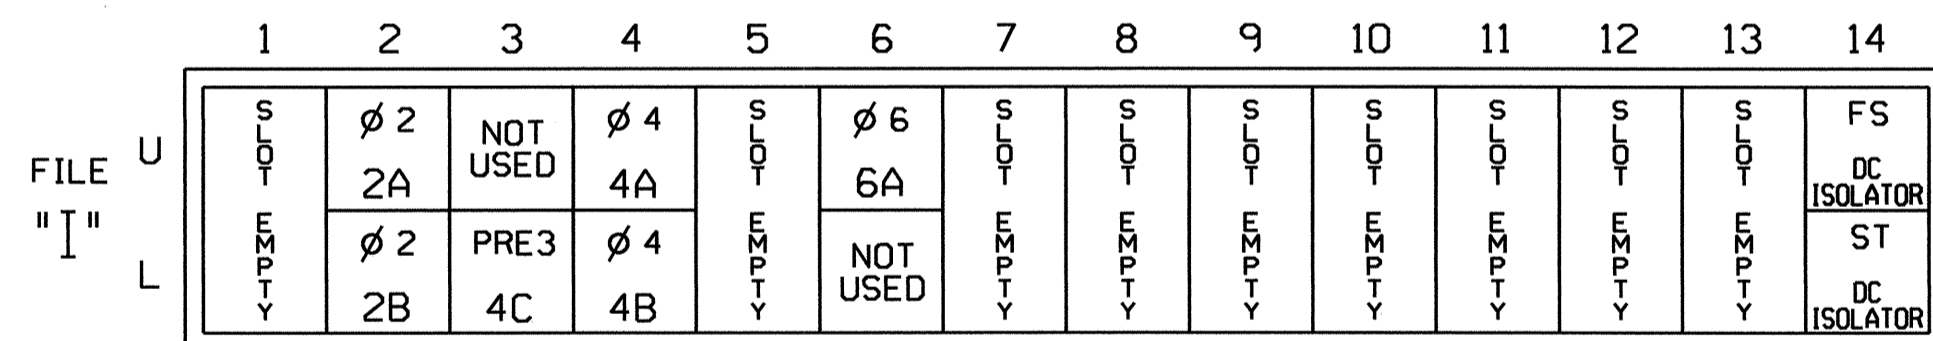 1 2 3 4 5 6 7 8 9 10 11 12 13 14
FILE
"I"
U
L
SLOT EMPTY
ø 2
2A
ø 2
2B
NOT
USED
PRE3
4C
ø 4
4A
ø 4
4B
SLOT EMPTY
ø 6
6A
NOT
USED
SLOT EMPTY
SLOT EMPTY
SLOT EMPTY
SLOT EMPTY
SLOT EMPTY
SLOT EMPTY
SLOT EMPTY
FS
DC
ISOLATOR
ST
DC
ISOLATOR